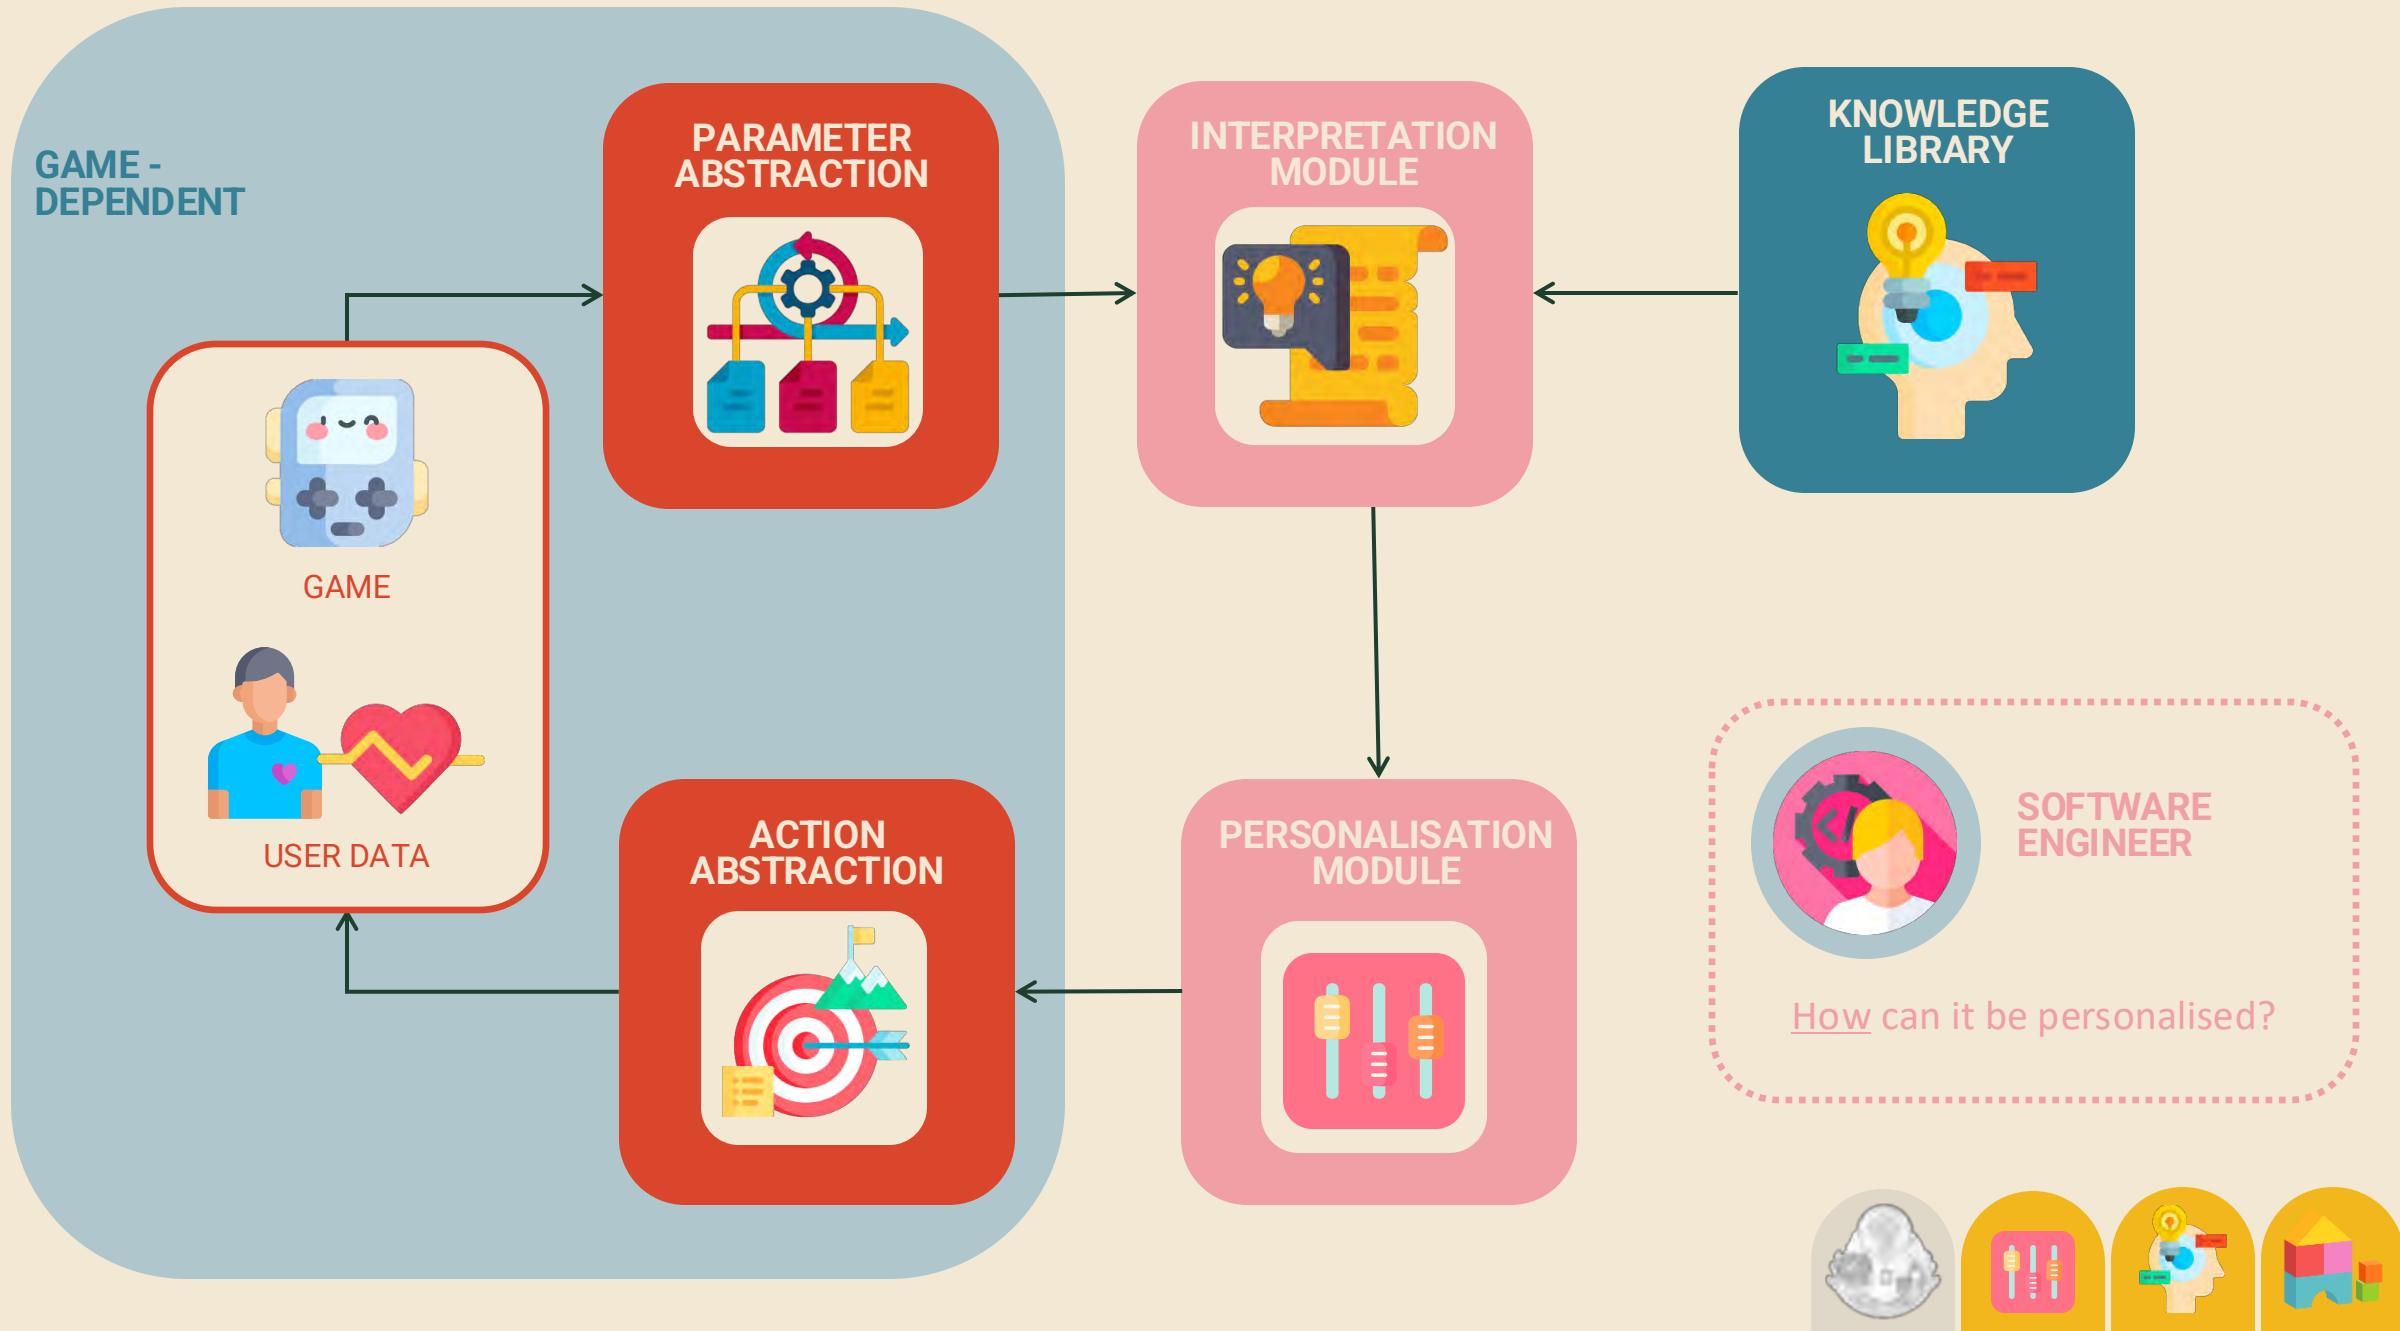 GAME -
DEPENDENT
PARAMETER
ABSTRACTION
INTERPRETATION
MODULE
KNOWLEDGE
LIBRARY
GAME
USER DATA
ACTION
ABSTRACTION
PERSONALISATION
MODULE
SOFTWARE
ENGINEER
How can it be personalised?